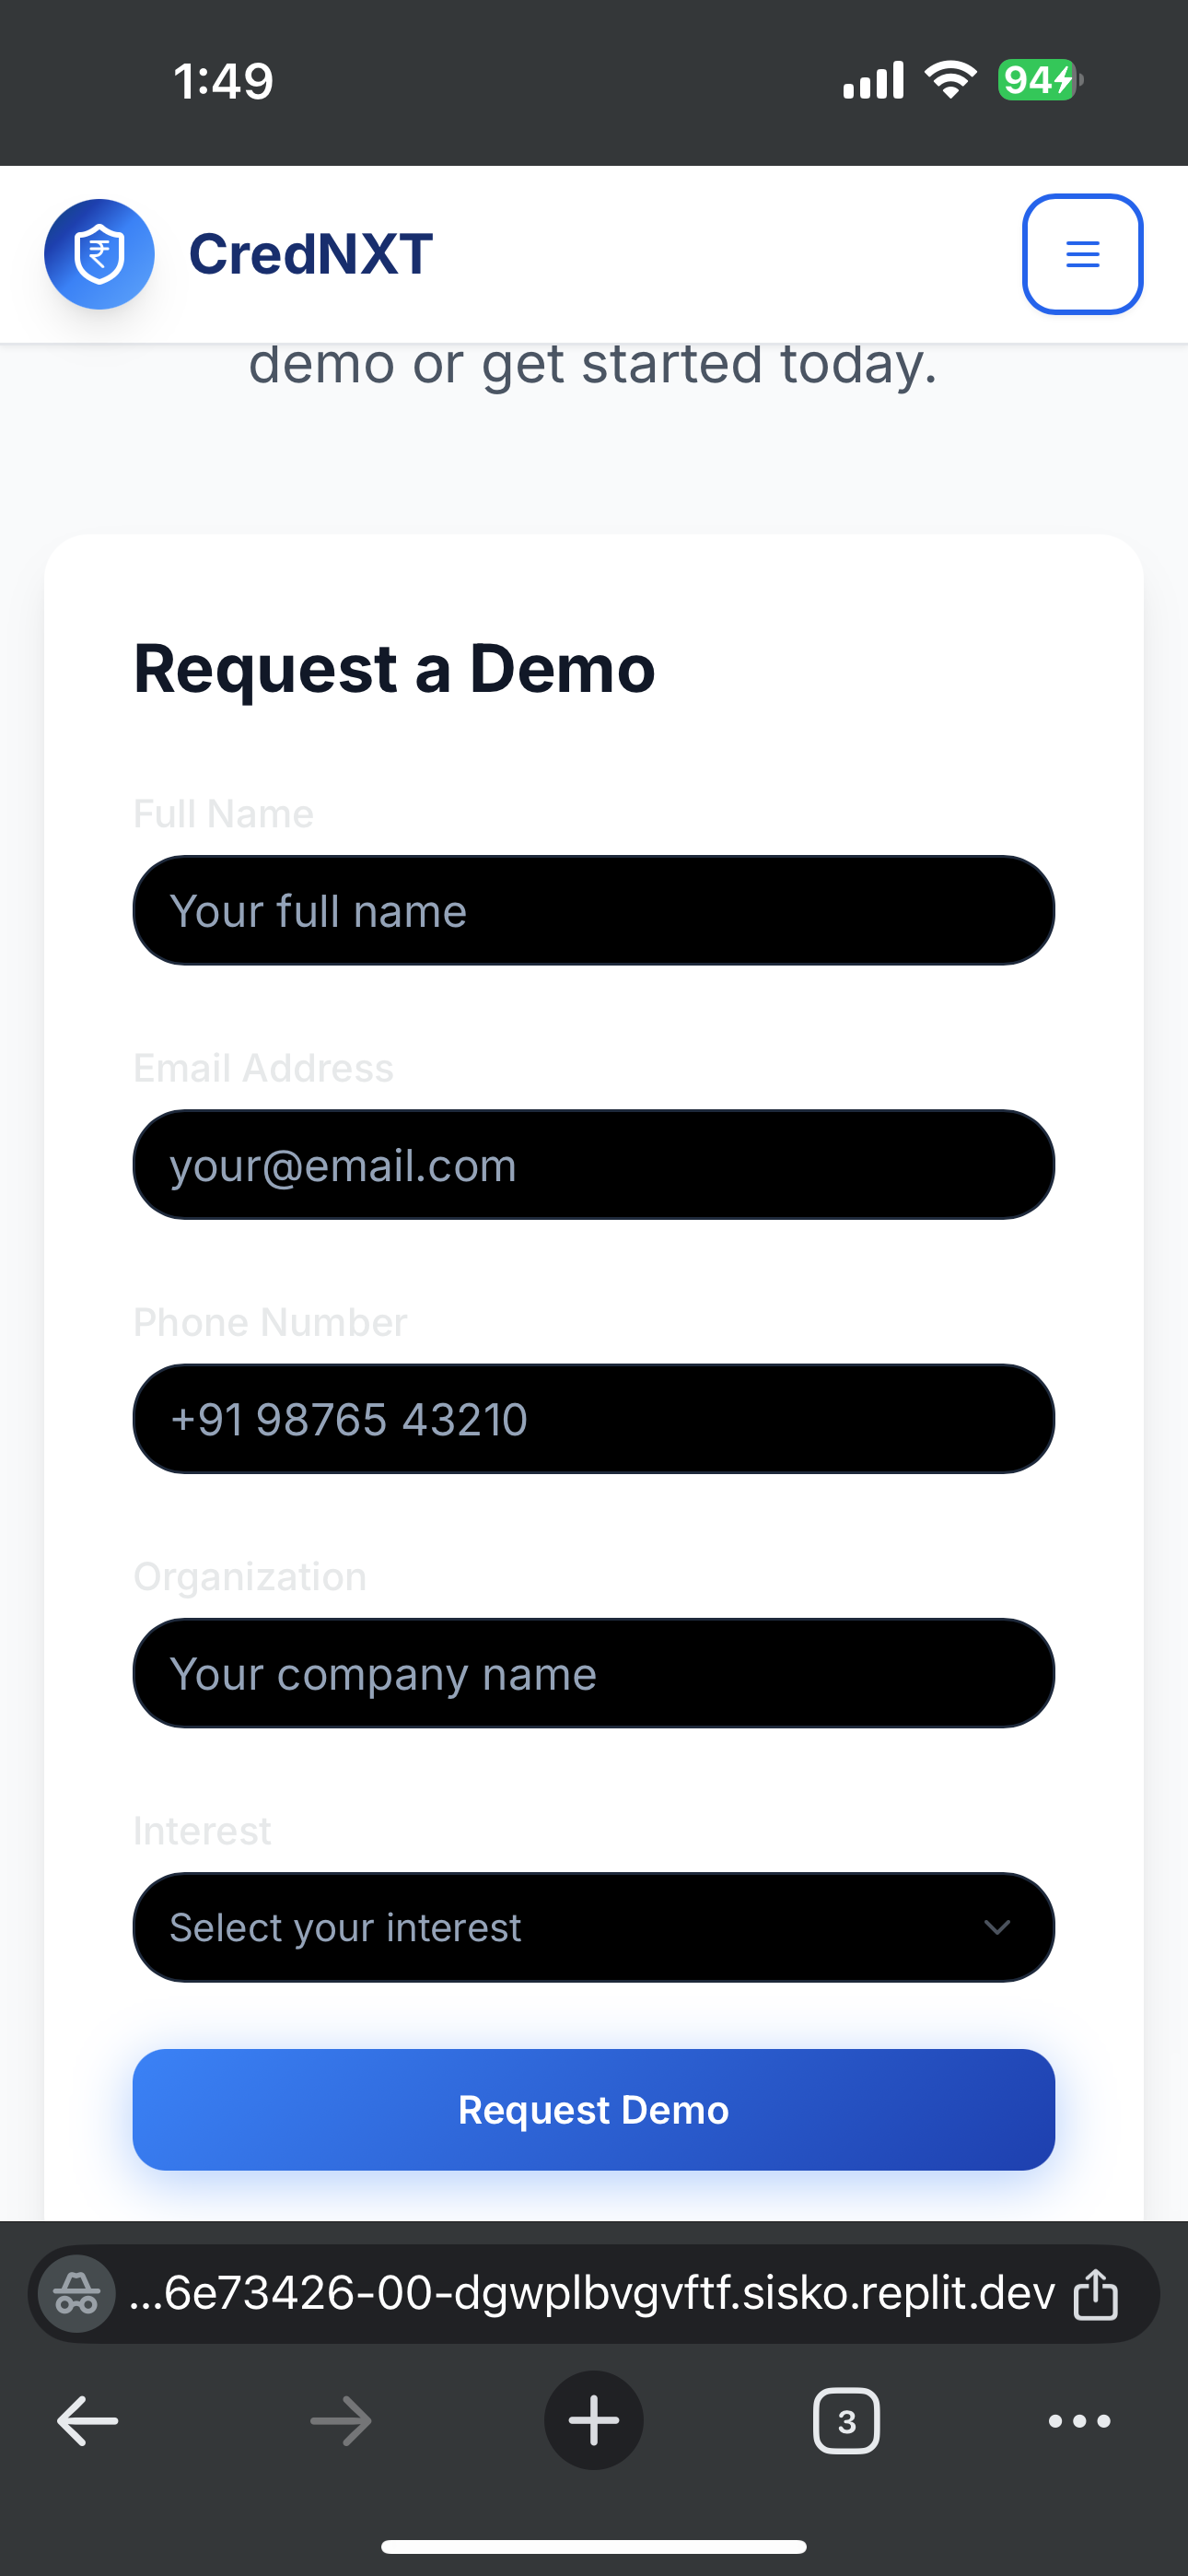 1:49
94
₹
CredNXT
demo or get started today.
Request a Demo
Full Name
Your full name
Email Address
your@email.com
Phone Number
+91 98765 43210
Organization
Your company name
Interest
Select your interest
Request Demo
...6e73426-00-dgwplbvgvftf.sisko.replit.dev
3